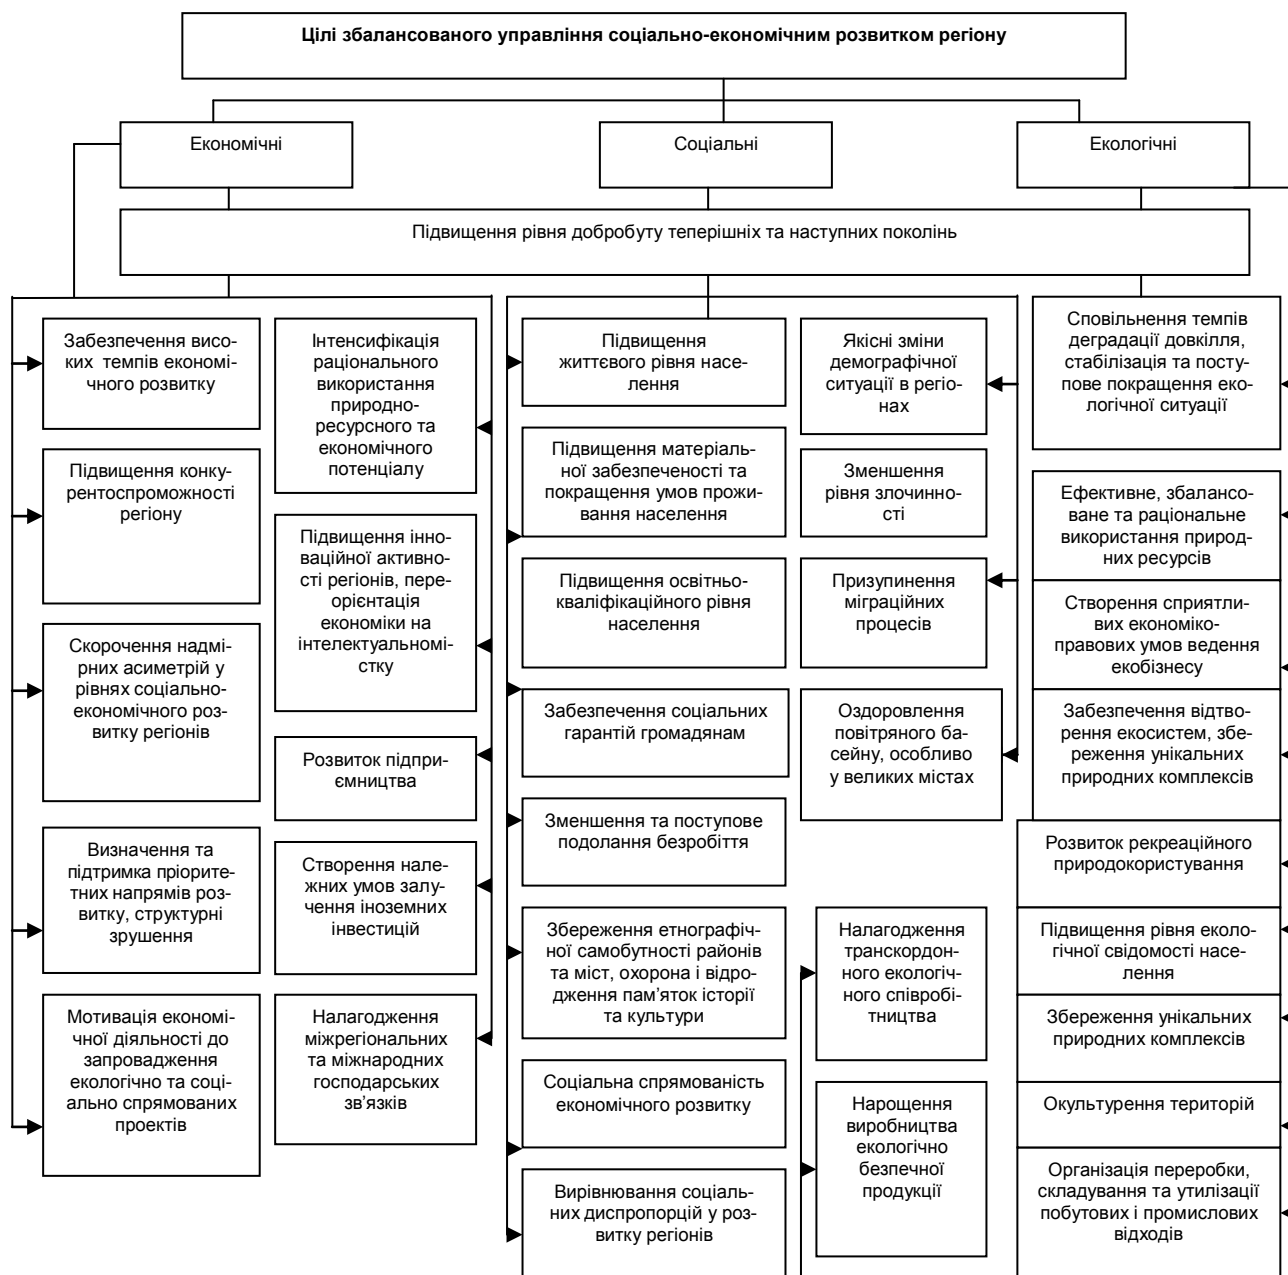 Цілі збалансованого управління соціально-економічним розвитком регіону
Економічні
Соціальні
Екологічні
Підвищення рівня добробуту теперішніх та наступних поколінь
Забезпечення висо-
ких темпів економі-
чного розвитку
Підвищення конку-
рентоспроможності
регіону
Скорочення надмі-
рних асиметрій у
рівнях соціально-
економічного роз-
витку регіонів
Визначення та
підтримка пріорите-
тних напрямів роз-
витку, структурні
зрушення
Мотивація економі-
чної діяльності до
запровадження
екологічно та соці-
ально спрямованих
проектів
Інтенсифікація
раціонального
використання
природно-
ресурсного та
економічного
потенціалу
Підвищення інно-
ваційної активно-
сті регіонів, пере-
орієнтація
економіки на
інтелектуальномі-
стку
Розвиток підпри-
ємництва
Створення нале-
жних умов залу-
чення іноземних
інвестицій
Налагодження
міжрегіональних
та міжнародних
господарських
зв'язків
Підвищення
життєвого рівня насе-
лення
Підвищення матеріаль-
ної забезпеченості та
покращення умов прожи-
вання населення
Підвищення освітньо-
кваліфікаційного рівня
населення
Забезпечення соціальних
гарантій громадянам
Зменшення та поступове
подолання безробіття
Збереження етнографіч-
ної самобутності районів
та міст, охорона і відро-
дження пам'яток історії
та культури
Соціальна спрямованість
економічного розвитку
Вирівнювання соціаль-
них диспропорцій у роз-
витку регіонів
Якісні зміни
демографічної
ситуації в регіо-
нах
Зменшення
рівня злочинно-
сті
Призупинення
міграційних
процесів
Оздоровлення
повітряного ба-
сейну, особливо
у великих містах
Налагодження
транскордон-
ного екологіч-
ного співробі-
тництва
Нарощення
виробництва
екологічно
безпечної
продукції
Сповільнення темпів
деградації довкілля,
стабілізація та посту-
пове покращення еко-
логічної ситуації
Ефективне, збалансо-
ване та раціональне
використання природ-
них ресурсів
Створення сприятли-
вих економіко-
правових умов ведення
екобізнесу
Забезпечення відтво-
рення екосистем, збе-
реження унікальних
природних комплексів
Розвиток рекреаційного
природокористування
Підвищення рівня еколо-
гічної свідомості насе-
лення
Збереження унікальних
природних комплексів
Окультурення територій
Організація переробки,
складування та утилізації
побутових і промислових
відходів